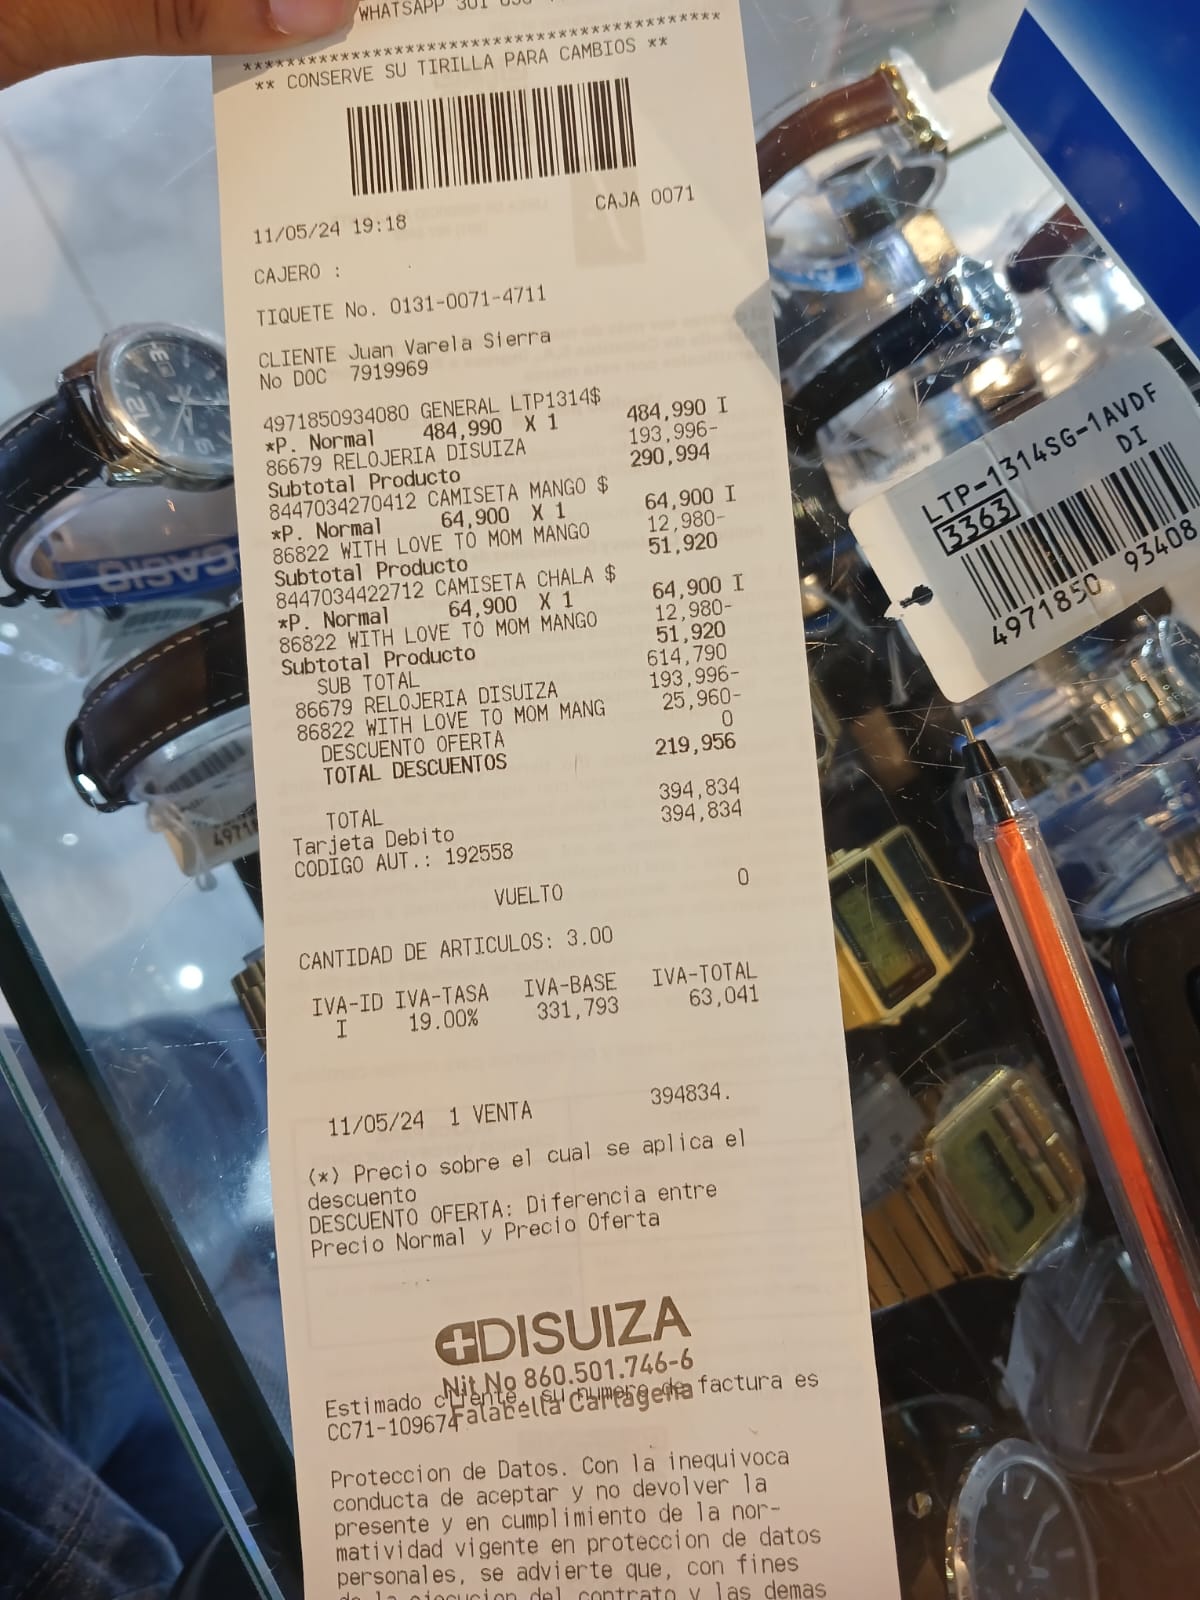 WHATSAPP 301
****************************************
** CONSERVE SU TIRILLA PARA CAMBIOS **
11/05/24 19:18 CAJA 0071
CAJERO :
TIQUETE No. 0131-0071-4711
CLIENTE Juan Varela Sierra
No DOC 7919969
4971850934080 GENERAL LTP1314$
*P. Normal 484,990 X 1 484,990 I
86679 RELOJERIA DISUIZA 193,996-
Subtotal Producto 290,994
8447034270412 CAMISETA MANGO $
*P. Normal 64,900 X 1 64,900 I
86822 WITH LOVE TO MOM MANGO 12,980-
Subtotal Producto 51,920
8447034422712 CAMISETA CHALA $
*P. Normal 64,900 X 1 64,900 I
86822 WITH LOVE TO MOM MANGO 12,980-
Subtotal Producto 51,920
SUB TOTAL 614,790
86679 RELOJERIA DISUIZA 193,996-
86822 WITH LOVE TO MOM MANG 25,960-
DESCUENTO OFERTA 0
TOTAL DESCUENTOS 219,956
TOTAL 394,834
Tarjeta Debito 394,834
CODIGO AUT.: 192558
VUELTO 0
CANTIDAD DE ARTICULOS: 3.00
IVA-ID IVA-TASA IVA-BASE IVA-TOTAL
I 19.00% 331,793 63,041
11/05/24 1 VENTA 394834.
(*) Precio sobre el cual se aplica el
descuento
DESCUENTO OFERTA: Diferencia entre
Precio Normal y Precio Oferta
DISUIZA
Nit No 860.501.746-6
Falabella Cartagena
Estimado cliente, su numero de factura es
CC71-109674
Proteccion de Datos. Con la inequivoca
conducta de aceptar y no devolver la
presente y en cumplimiento de la nor-
matividad vigente en proteccion de datos
personales, se advierte que, con fines
de la ejecucion del contrato y las demas
LTP-1314SG-1AVDF
DI
3363
4971850 93408
CASIO
4971